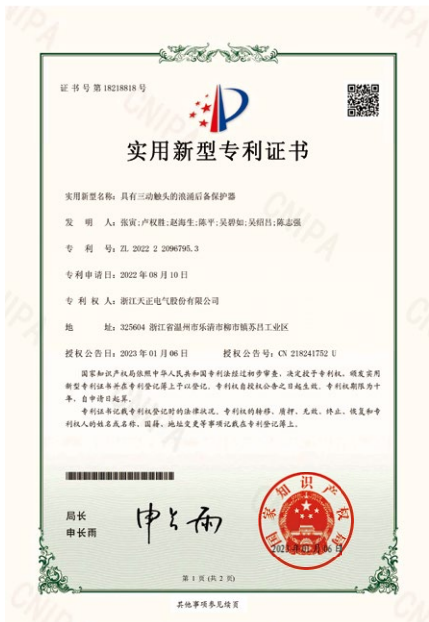 证书号第18218818号
实用新型专利证书
实用新型名称：具有三动触头的浪涌后备保护器
发 明 人：张寅;卢权胜;赵海生;陈平;吴碧如;吴绍吕;陈志强
专 利 号：ZL 2022 2 2096795.3
专利申请日：2022年08月10日
专 利 权 人：浙江天正电气股份有限公司
地 址：325604 浙江省温州市乐清市柳市镇苏吕工业区
授权公告日：2023年01月06日 授权公告号：CN 218241752 U
国家知识产权局依照中华人民共和国专利法经过初步审查，决定授予专利权，颁发实用
新型专利证书并在专利登记簿上予以登记。专利权自授权公告之日起生效。专利权期限为十
年，自申请日起算。
专利证书记载专利权登记时的法律状况。专利权的转移、质押、无效、终止、恢复和专
利权人的姓名或名称、国籍、地址变更等事项记载在专利登记簿上。
局长
申长雨
申长雨
国家知识产权局
2023年01月06日
第 1 页 (共 2 页)
其他事项参见续页
CNIPA